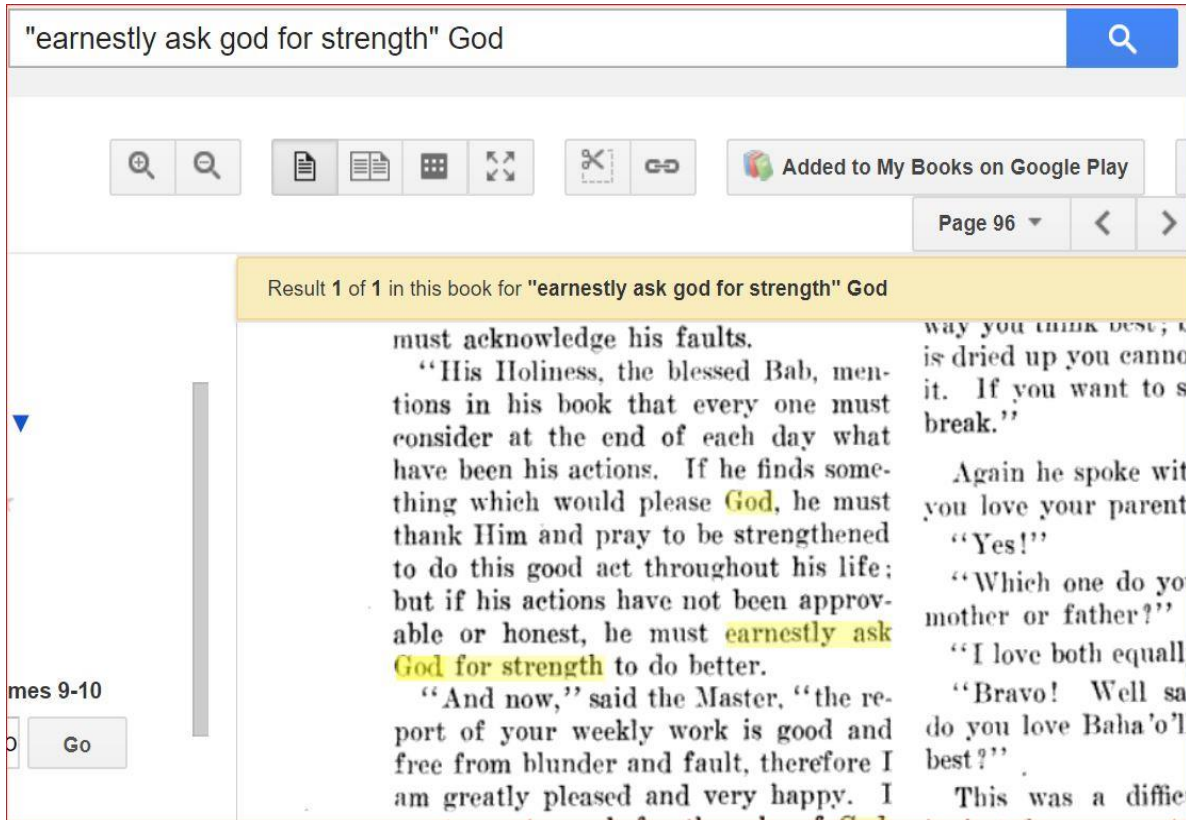 "earnestly ask god for strength" God
Added to My Books on Google Play
Page 96
Result 1 of 1 in this book for "earnestly ask god for strength" God
must acknowledge his faults.
“His Holiness, the blessed Bab, men-
tions in his book that every one must
consider at the end of each day what
have been his actions. If he finds some-
thing which would please God, he must
thank Him and pray to be strengthened
to do this good act throughout his life;
but if his actions have not been approv-
able or honest, he must earnestly ask
God for strength to do better.
“And now,” said the Master, “the re-
port of your weekly work is good and
free from blunder and fault, therefore I
am greatly pleased and very happy. I
way you think best;
is dried up you canno
it. If you want to s
break.”
Again he spoke wit
you love your parent
“Yes!”
“Which one do yo
mother or father?”
“I love both equall
“Bravo! Well sa
do you love Baha'o'l
best?”
This was a diffic
mes 9-10
Go